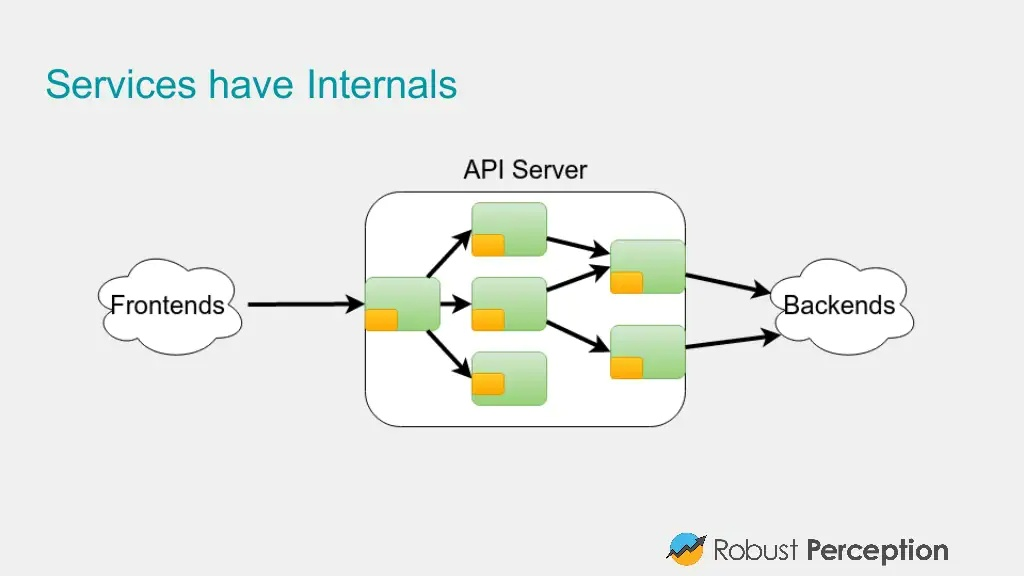 Services have Internals
API Server
Frontends
Backends
Robust Perception